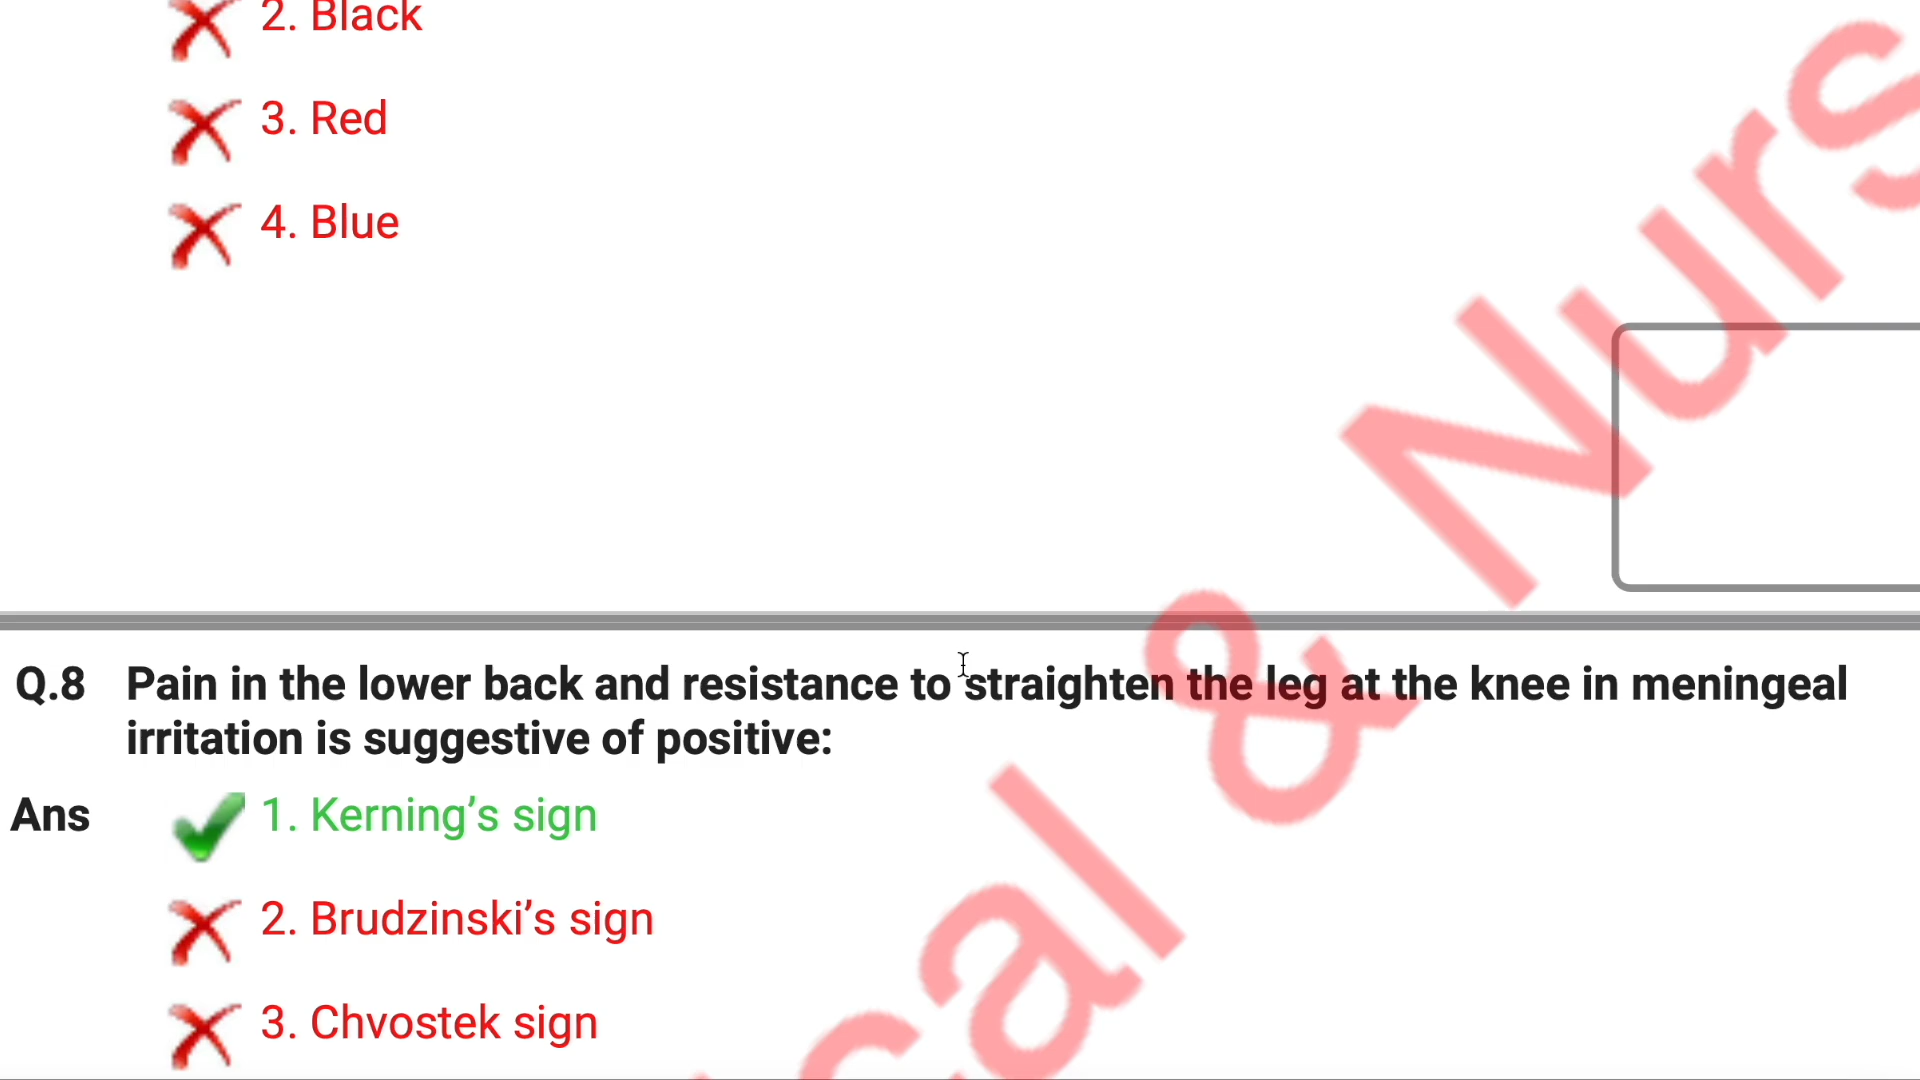 2. Black
3. Red
4. Blue
Q.8 Pain in the lower back and resistance to straighten the leg at the knee in meningeal
irritation is suggestive of positive:
Ans 1. Kerning’s sign
2. Brudzinski’s sign
3. Chvostek sign
cal & Nurs